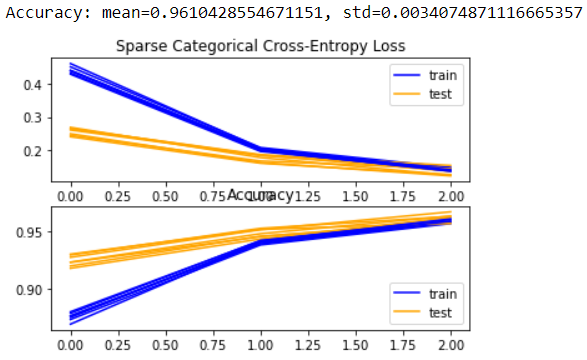 Accuracy: mean=0.9610428554671151, std=0.0034074871116665357
Sparse Categorical Cross-Entropy Loss
0.4
0.3
0.2
train
test
0.00 0.25 0.50 0.75 1.00 1.25 1.50 1.75 2.00
Accuracy
0.95
0.90
train
test
0.00 0.25 0.50 0.75 1.00 1.25 1.50 1.75 2.00